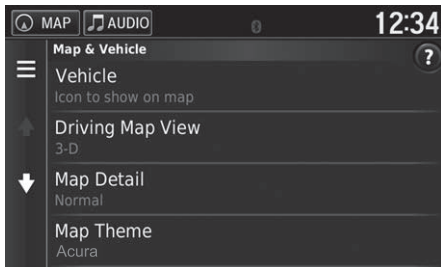 MAP AUDIO 12:34
Map & Vehicle
?
Vehicle
Icon to show on map
Driving Map View
3-D
Map Detail
Normal
Map Theme
Acura